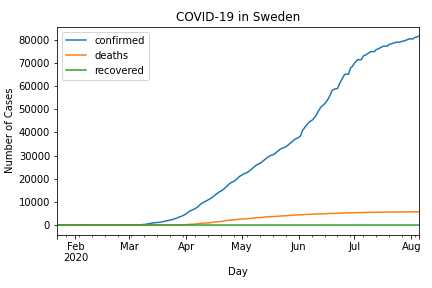 COVID-19 in Sweden
confirmed
deaths
recovered
Number of Cases
80000
70000
60000
50000
40000
30000
20000
10000
0
Feb Mar Apr May Jun Jul Aug
2020
Day